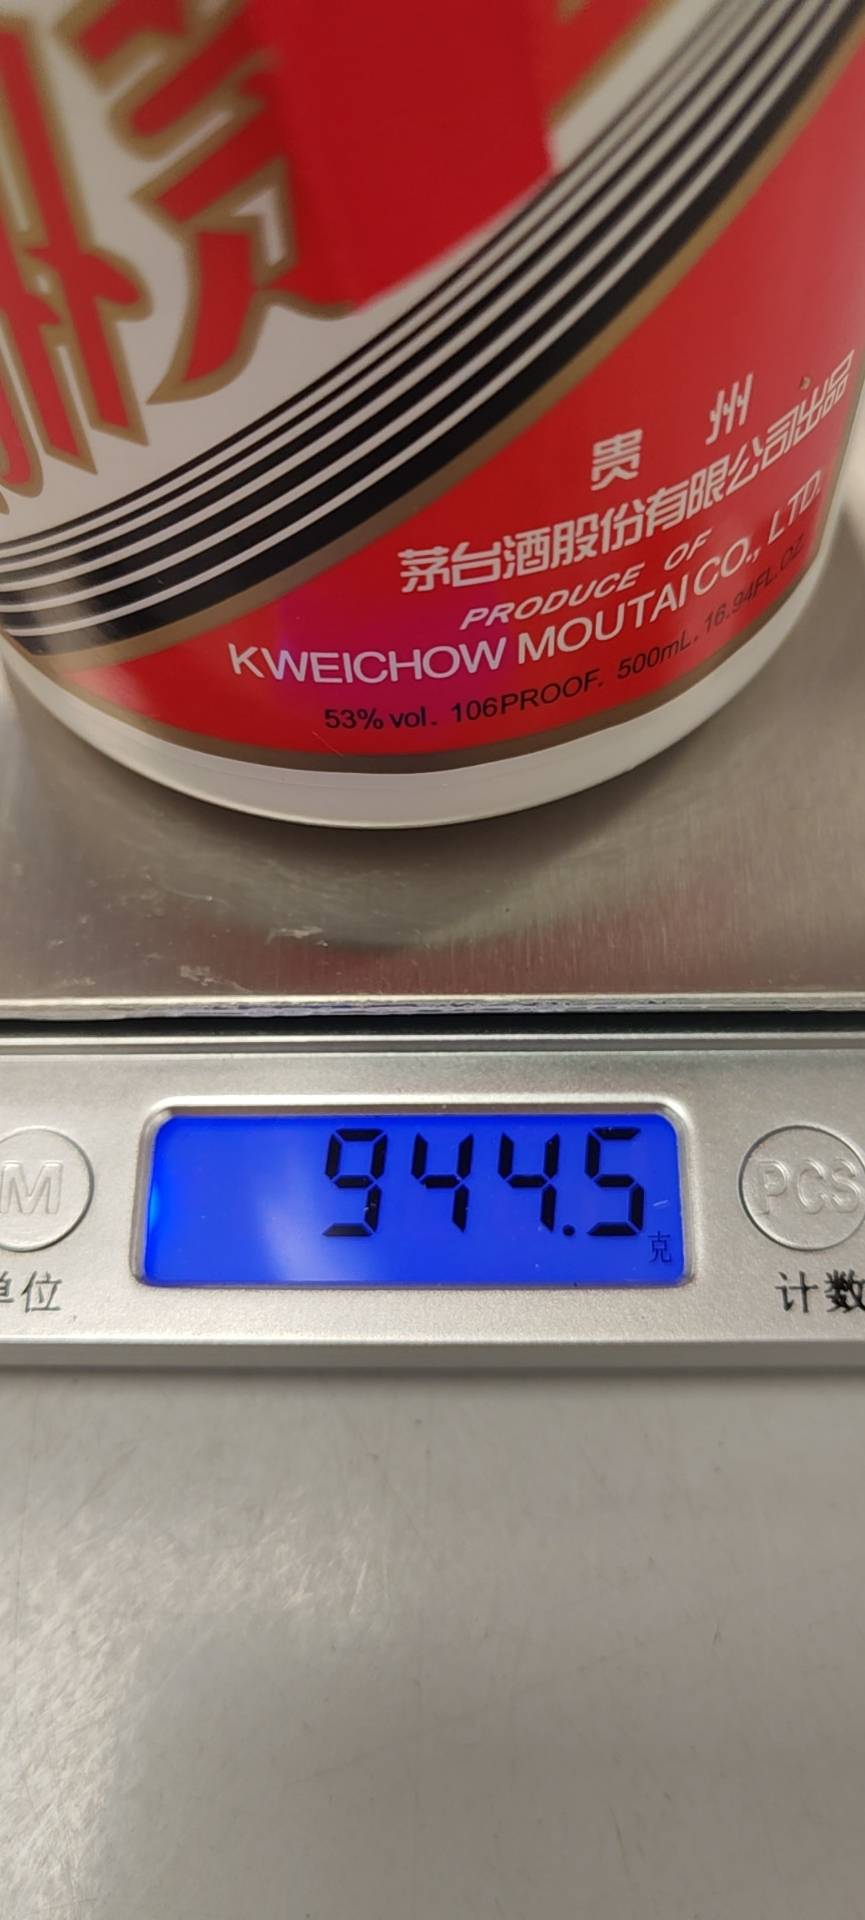 贵州
茅台酒股份有限公司出品
PRODUCE OF
KWEICHOW MOUTAI CO., LTD.
53% vol. 106PROOF. 500mL. 16.94FL.OZ.
944.5
克
M
PCS
单位
计数